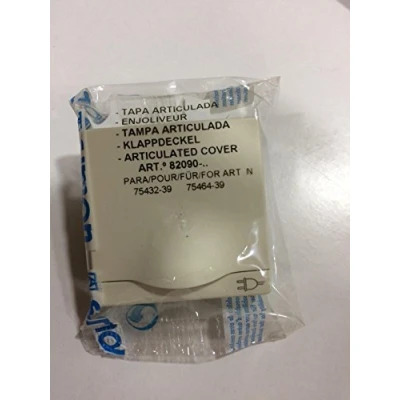 - TAPA ARTICULADA
- ENJOLIVEUR
- TAMPA ARTICULADA
- KLAPPDECKEL
- ARTICULATED COVER
ART.º 82090-..
PARA/POUR/FÜR/FOR ART N
75432-39 75464-39